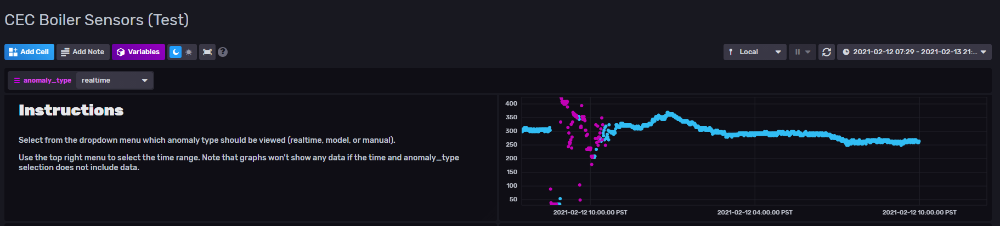 CEC Boiler Sensors (Test)
Add Cell Add Note Variables ? Local 2021-02-12 07:29 - 2021-02-13 21:...
anomaly_type realtime
Instructions
Select from the dropdown menu which anomaly type should be viewed (realtime, model, or manual).
Use the top right menu to select the time range. Note that graphs won't show any data if the time and anomaly_type
selection does not include data.
400
350
300
250
200
150
100
50
2021-02-12 10:00:00 PST 2021-02-12 04:00:00 PST 2021-02-12 10:00:00 PST